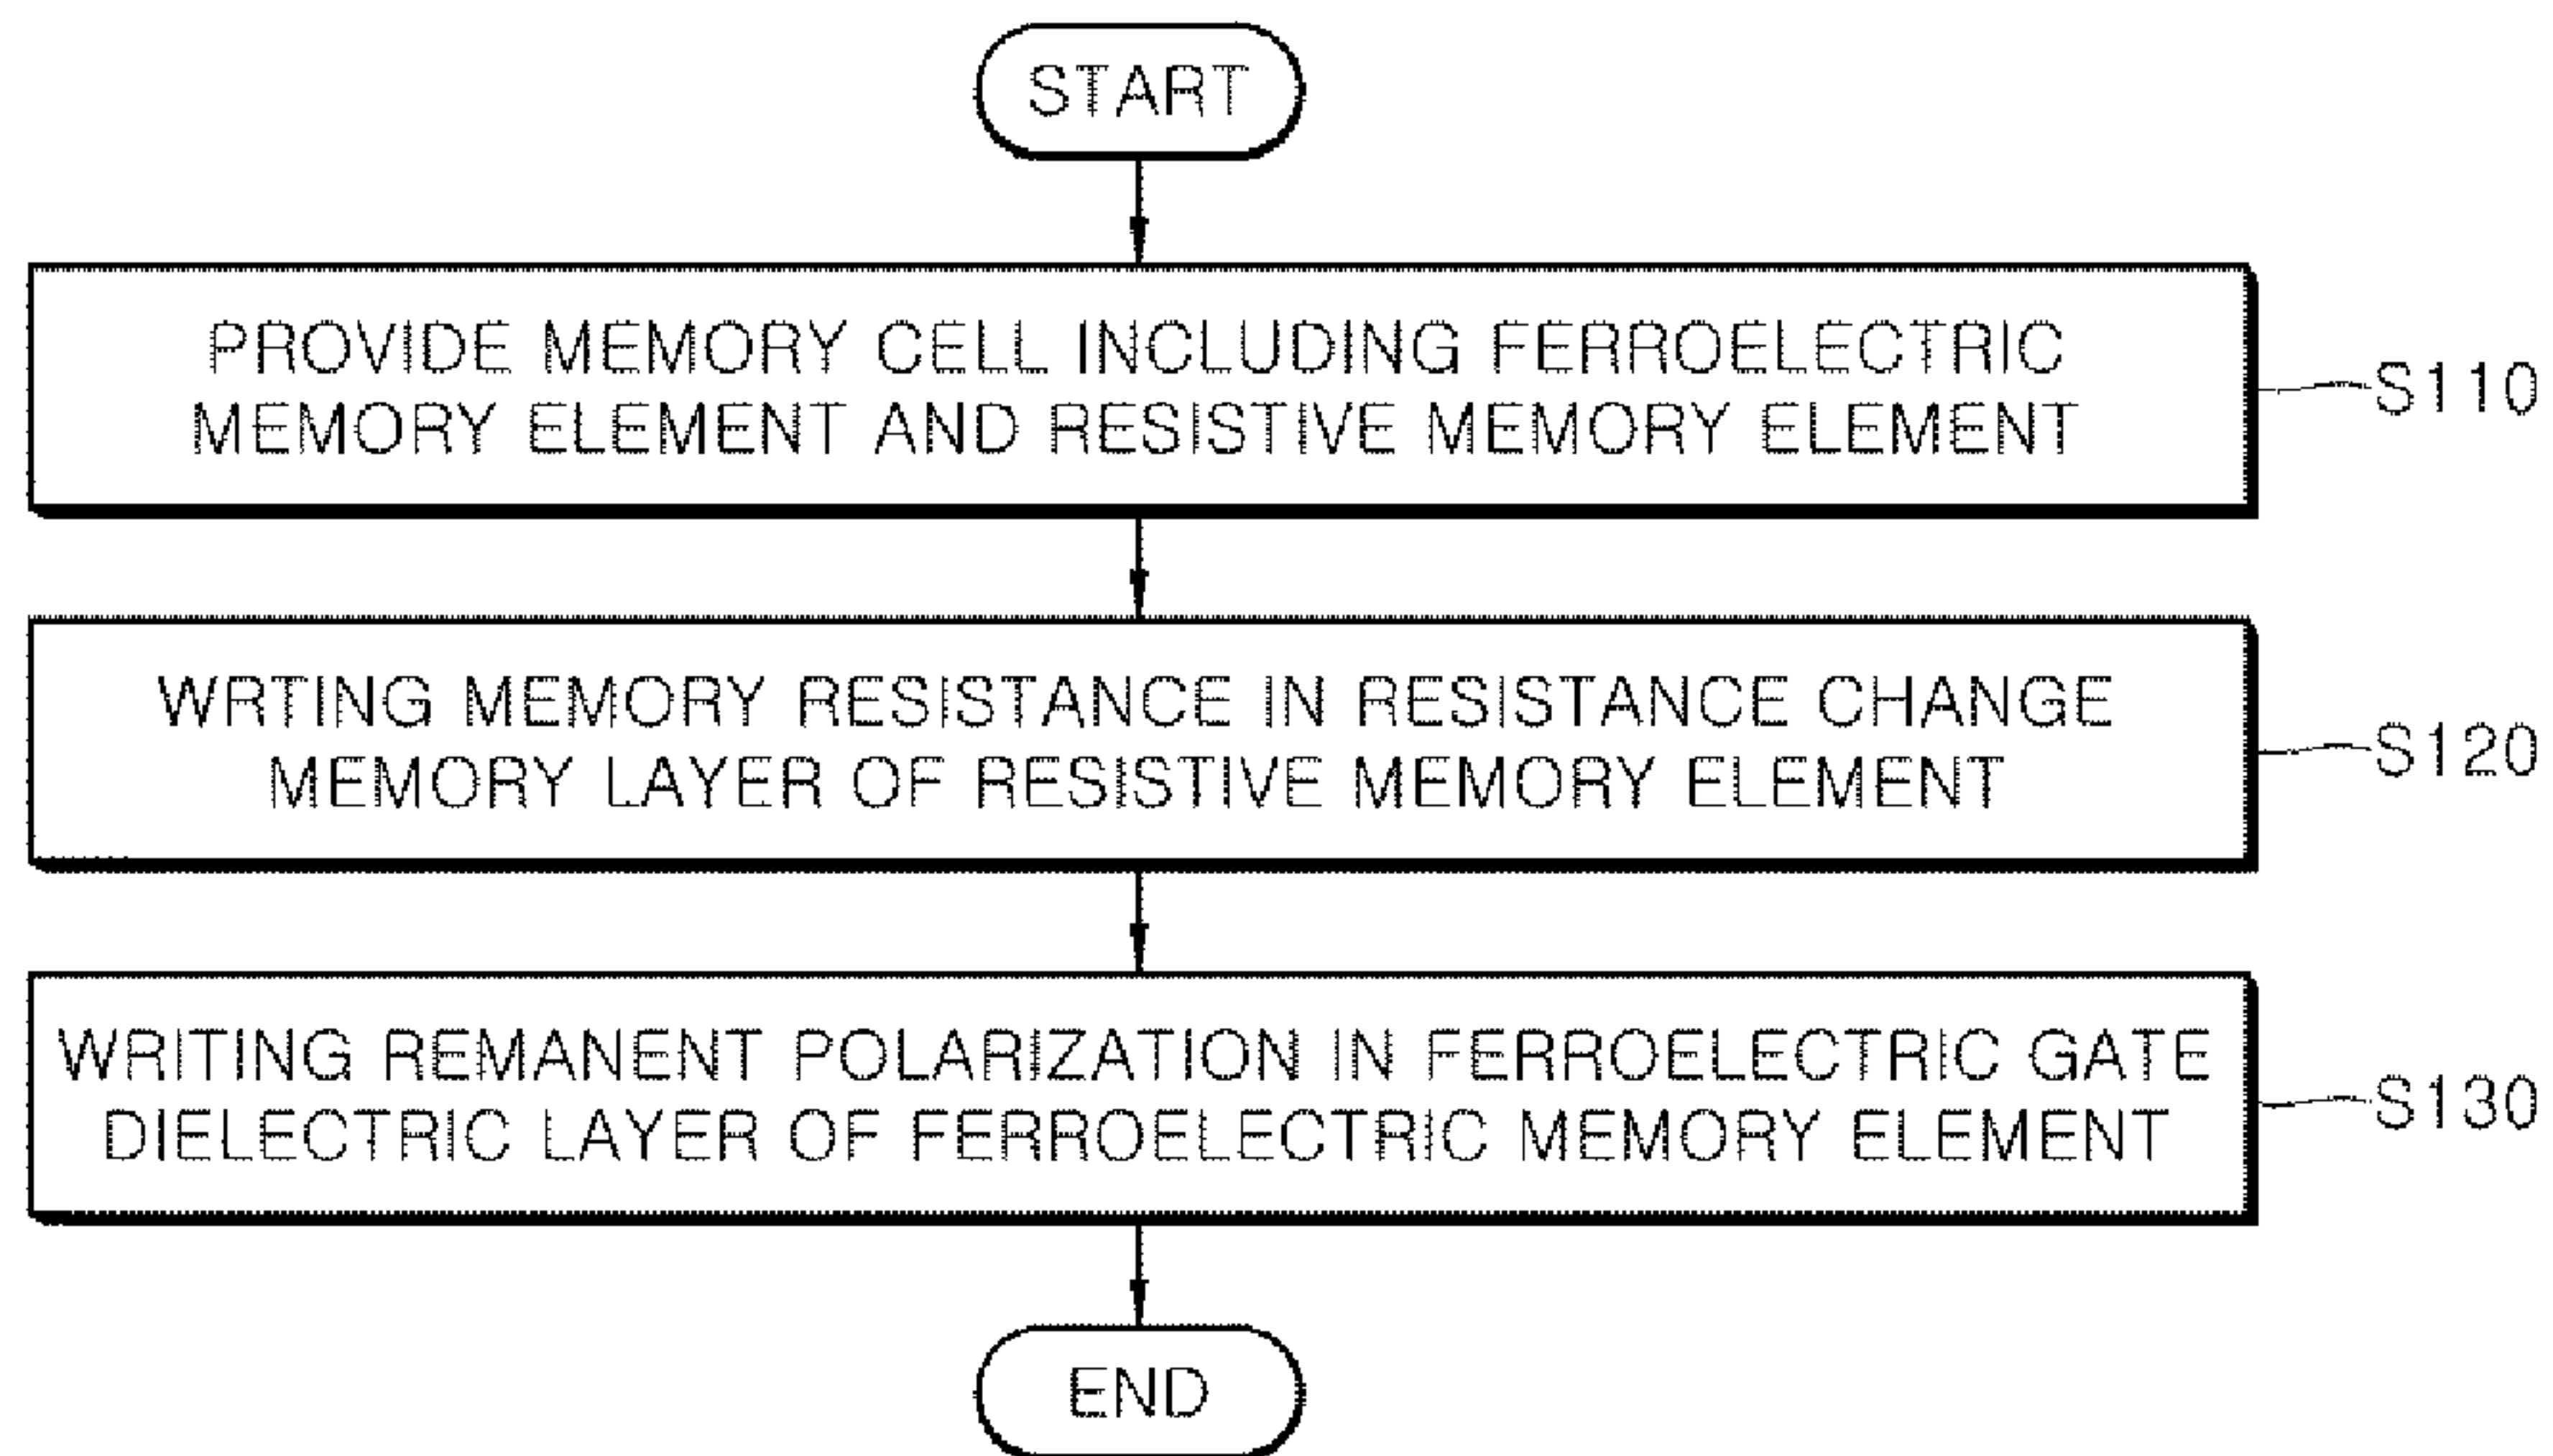 START
PROVIDE MEMORY CELL INCLUDING FERROELECTRIC
MEMORY ELEMENT AND RESISTIVE MEMORY ELEMENT
S110
WRTING MEMORY RESISTANCE IN RESISTANCE CHANGE
MEMORY LAYER OF RESISTIVE MEMORY ELEMENT
S120
WRITING REMANENT POLARIZATION IN FERROELECTRIC GATE
DIELECTRIC LAYER OF FERROELECTRIC MEMORY ELEMENT
S130
END